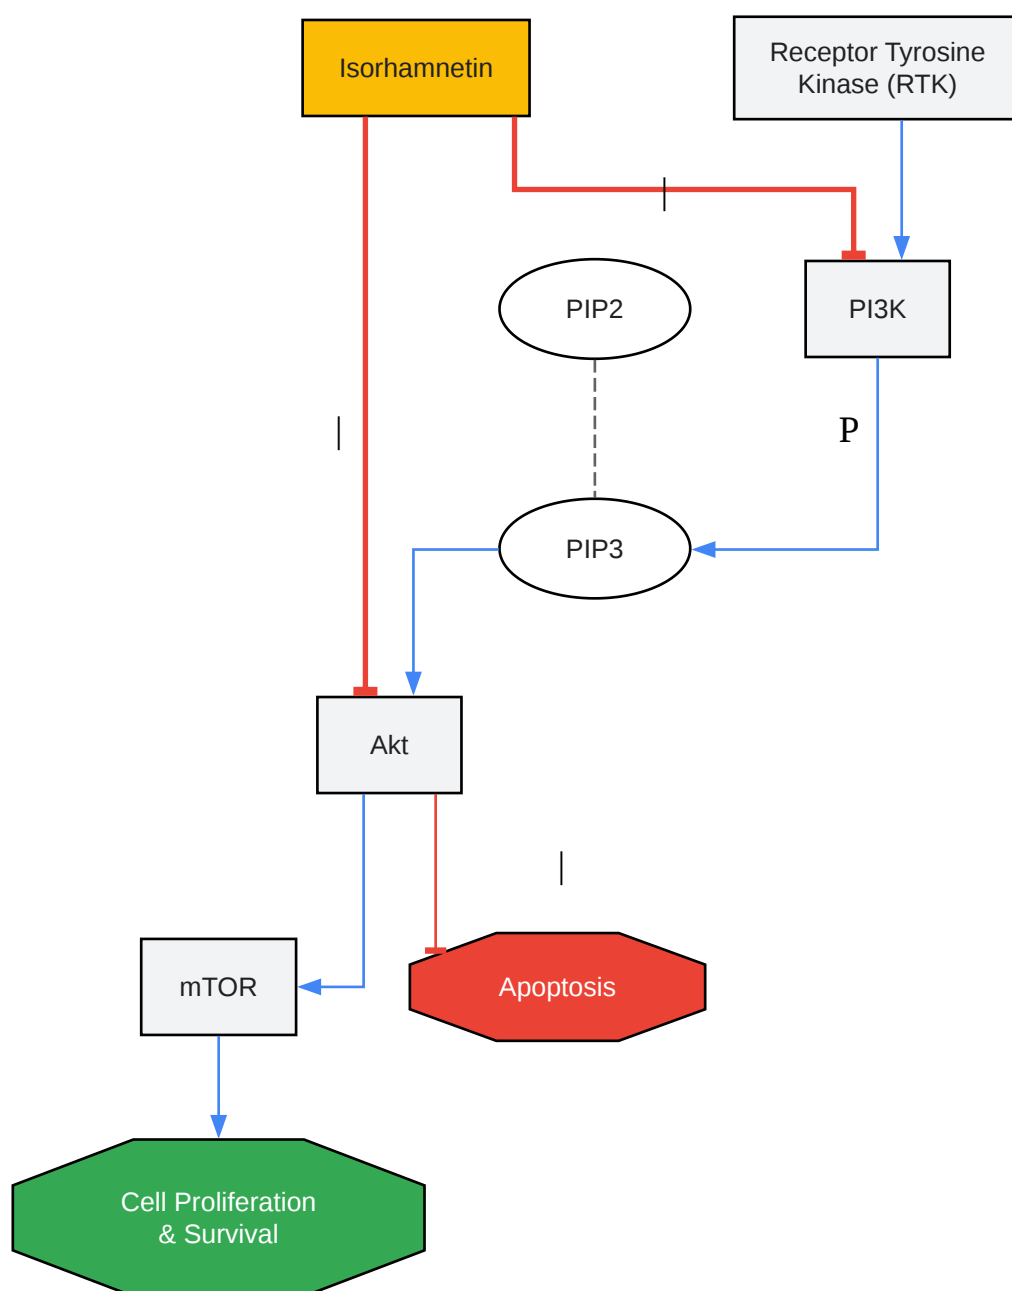 Isorhamnetin
Receptor Tyrosine
Kinase (RTK)
|
PIP2
PI3K
|
P
PIP3
Akt
|
mTOR
Apoptosis
Cell Proliferation
& Survival